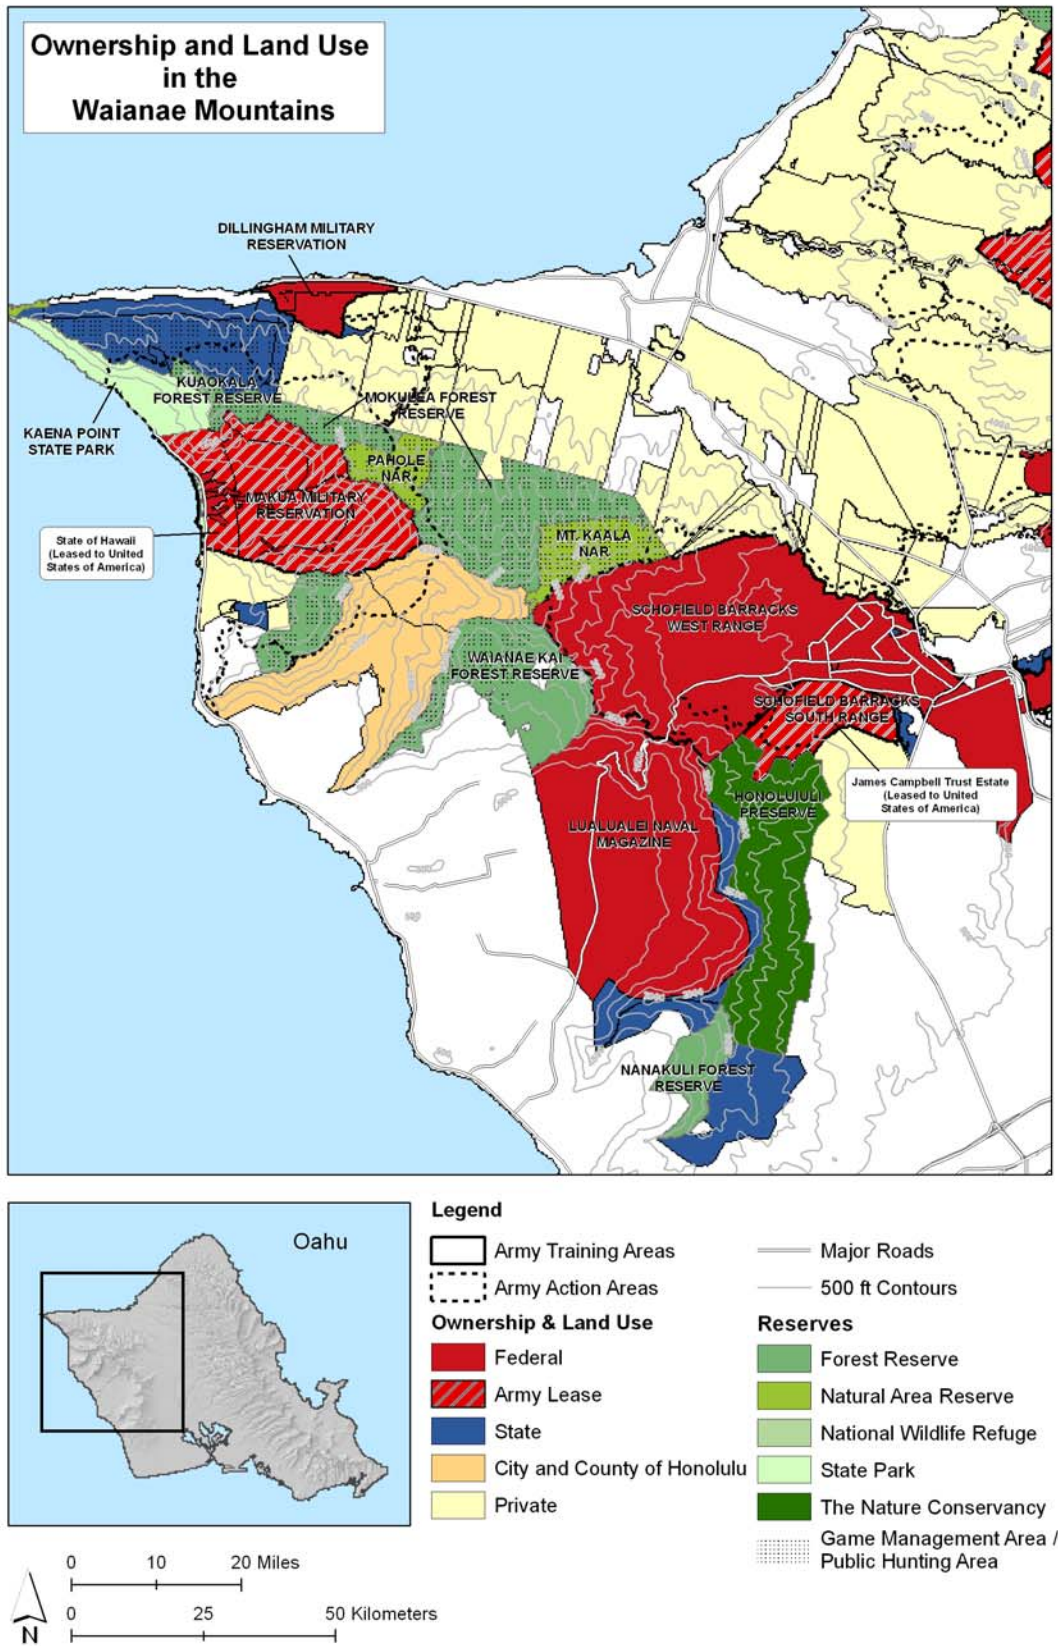 Ownership and Land Use
in the
Waianae Mountains
DILLINGHAM MILITARY
RESERVATION
KUAOKALA
FOREST RESERVE
MOKULEA FOREST
RESERVE
KAENA POINT
STATE PARK
PAHOLE
NAR
MAKUA MILITARY
RESERVATION
State of Hawaii
(Leased to United
States of America)
MT. KAALA
NAR
SCHOFIELD BARRACKS
WEST RANGE
WAIANAE KAI
FOREST RESERVE
SCHOFIELD BARRACKS
SOUTH RANGE
James Campbell Trust Estate
(Leased to United
States of America)
HONOLUIULI
PRESERVE
LUALUALEI NAVAL
MAGAZINE
NANAKULI FOREST
RESERVE
Oahu
Legend
Army Training Areas
Army Action Areas
Major Roads
500 ft Contours
Ownership & Land Use
Federal
Army Lease
State
City and County of Honolulu
Private
Reserves
Forest Reserve
Natural Area Reserve
National Wildlife Refuge
State Park
The Nature Conservancy
Game Management Area /
Public Hunting Area
0 10 20 Miles
0 25 50 Kilometers
N